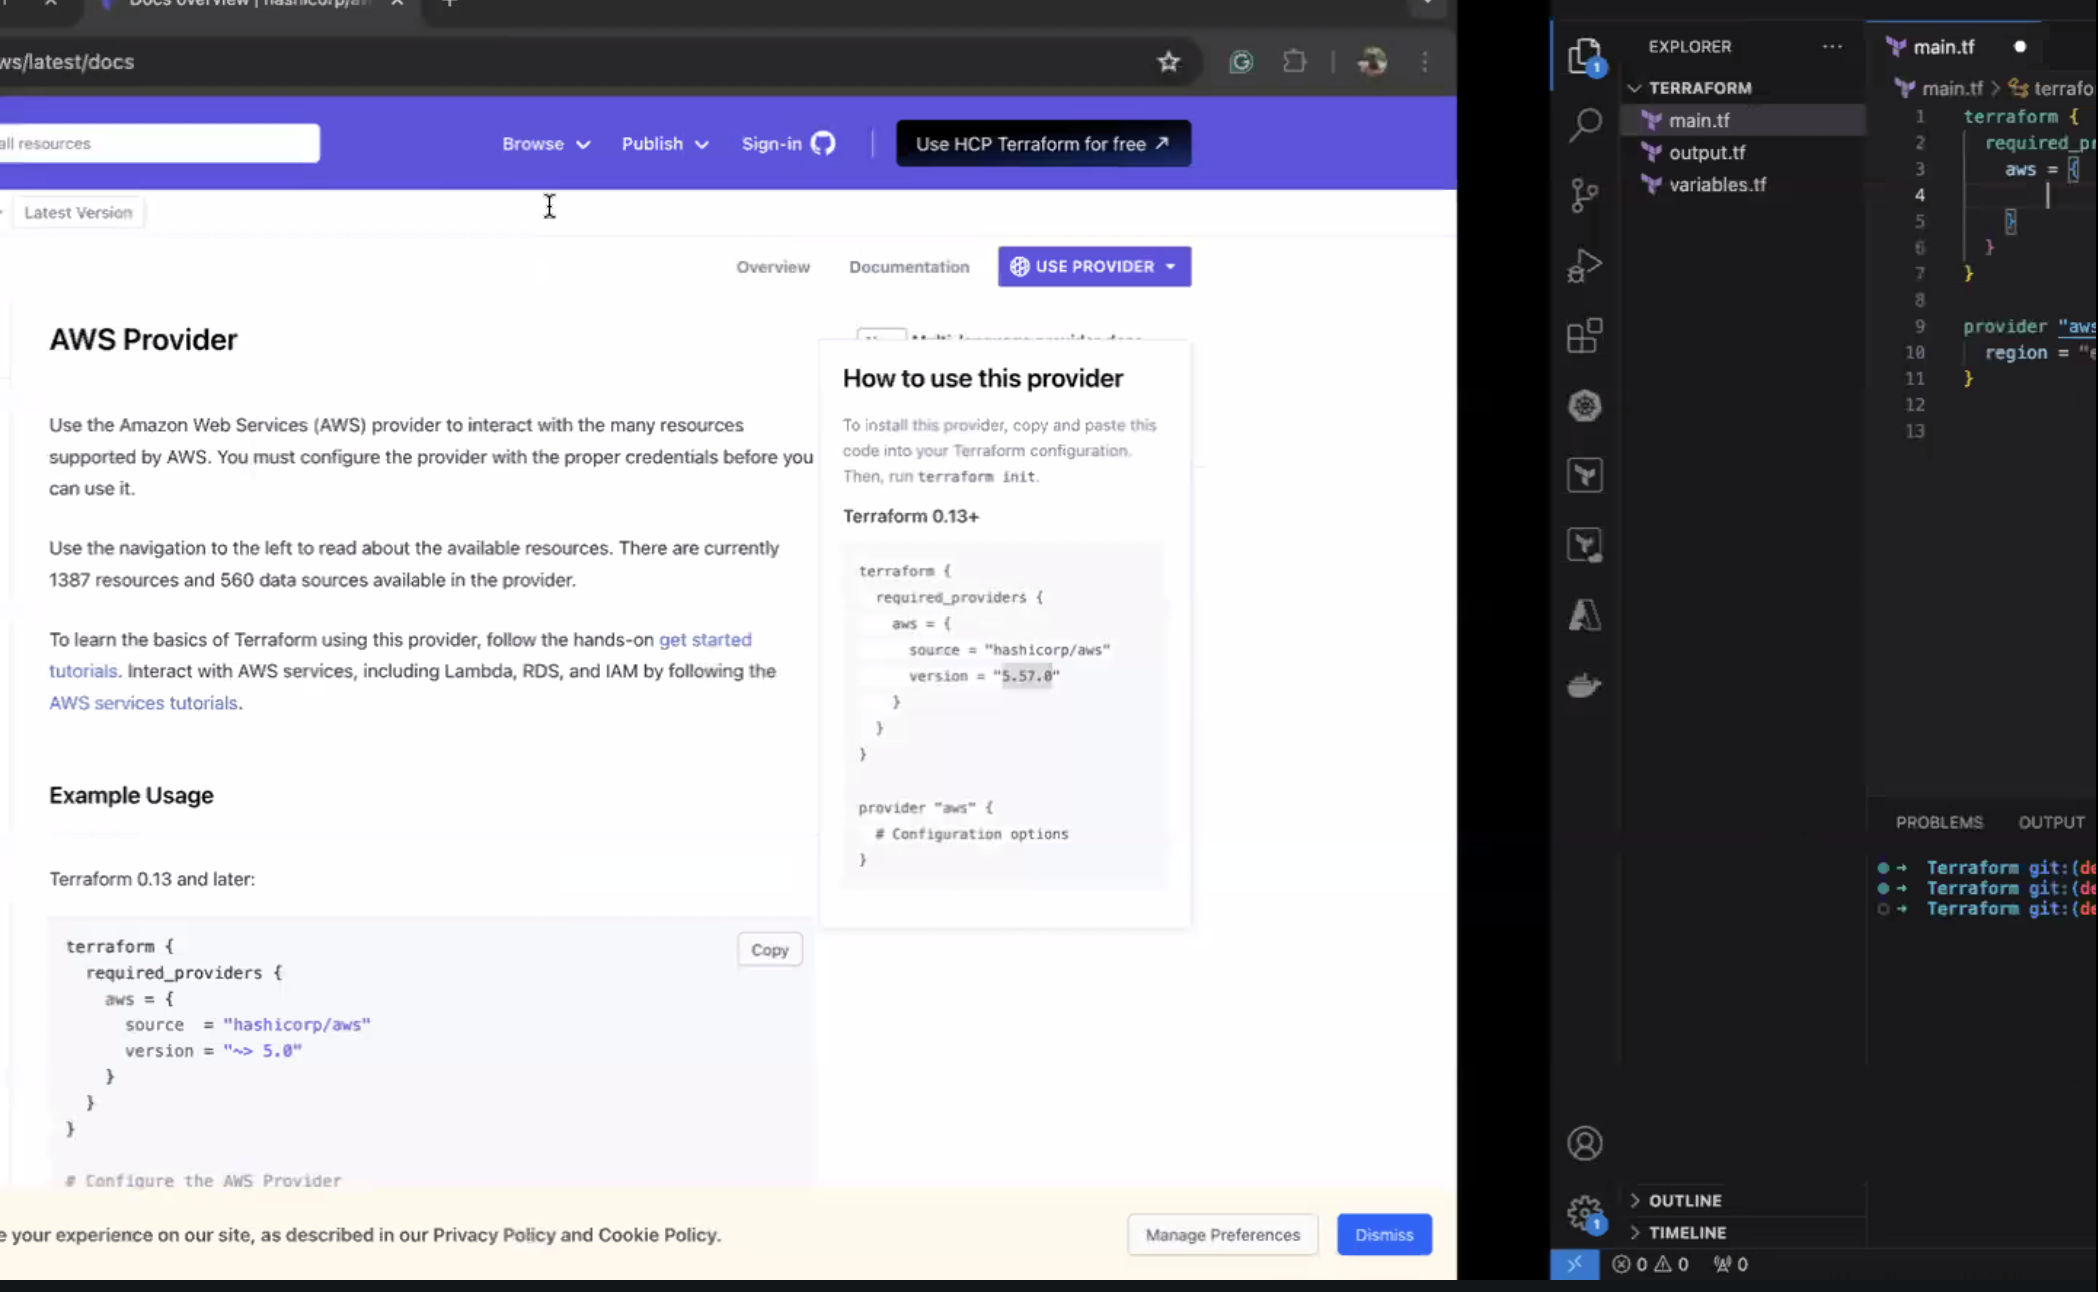 Docs overview | hashicorp/aw
ws/latest/docs
all resources
Browse
Publish
Sign-in
Use HCP Terraform for free
Latest Version
Overview
Documentation
USE PROVIDER
AWS Provider
Use the Amazon Web Services (AWS) provider to interact with the many resources
supported by AWS. You must configure the provider with the proper credentials before you
can use it.
Use the navigation to the left to read about the available resources. There are currently
1387 resources and 560 data sources available in the provider.
To learn the basics of Terraform using this provider, follow the hands-on get started
tutorials. Interact with AWS services, including Lambda, RDS, and IAM by following the
AWS services tutorials.
Example Usage
Terraform 0.13 and later:
Copy
terraform {
required_providers {
aws = {
source = "hashicorp/aws"
version = "~> 5.0"
}
}
}
# Configure the AWS Provider
How to use this provider
To install this provider, copy and paste this
code into your Terraform configuration.
Then, run terraform init.
Terraform 0.13+
terraform {
required_providers {
aws = {
source = "hashicorp/aws"
version = "5.57.0"
}
}
}
provider "aws" {
# Configuration options
}
e your experience on our site, as described in our Privacy Policy and Cookie Policy.
Manage Preferences
Dismiss
EXPLORER ···
TERRAFORM
main.tf
output.tf
variables.tf
OUTLINE
TIMELINE
0 0 0
1
1
main.tf
main.tf > terrafo
1 terraform {
2 required_pr
3 aws = {
4
5 }
6 }
7 }
8
9 provider "aws
10 region = "e
11 }
12
13
PROBLEMS OUTPUT
Terraform git:(de
Terraform git:(de
Terraform git:(de